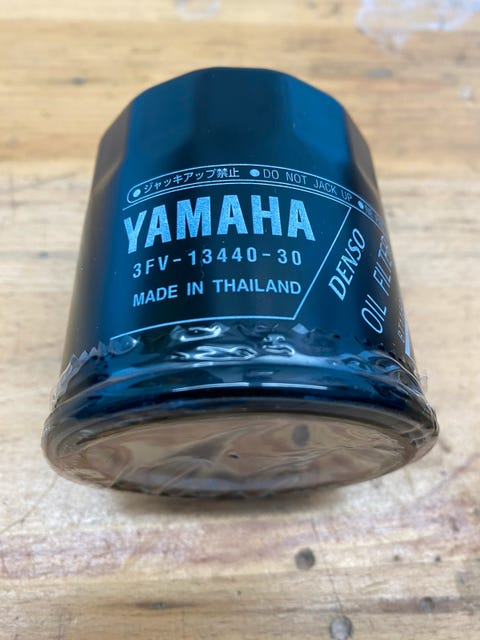 ●ジャッキアップ禁止 ●DO NOT JACK UP ●
YAMAHA
3FV-13440-30
MADE IN THAILAND
DENSO
OIL FILTER